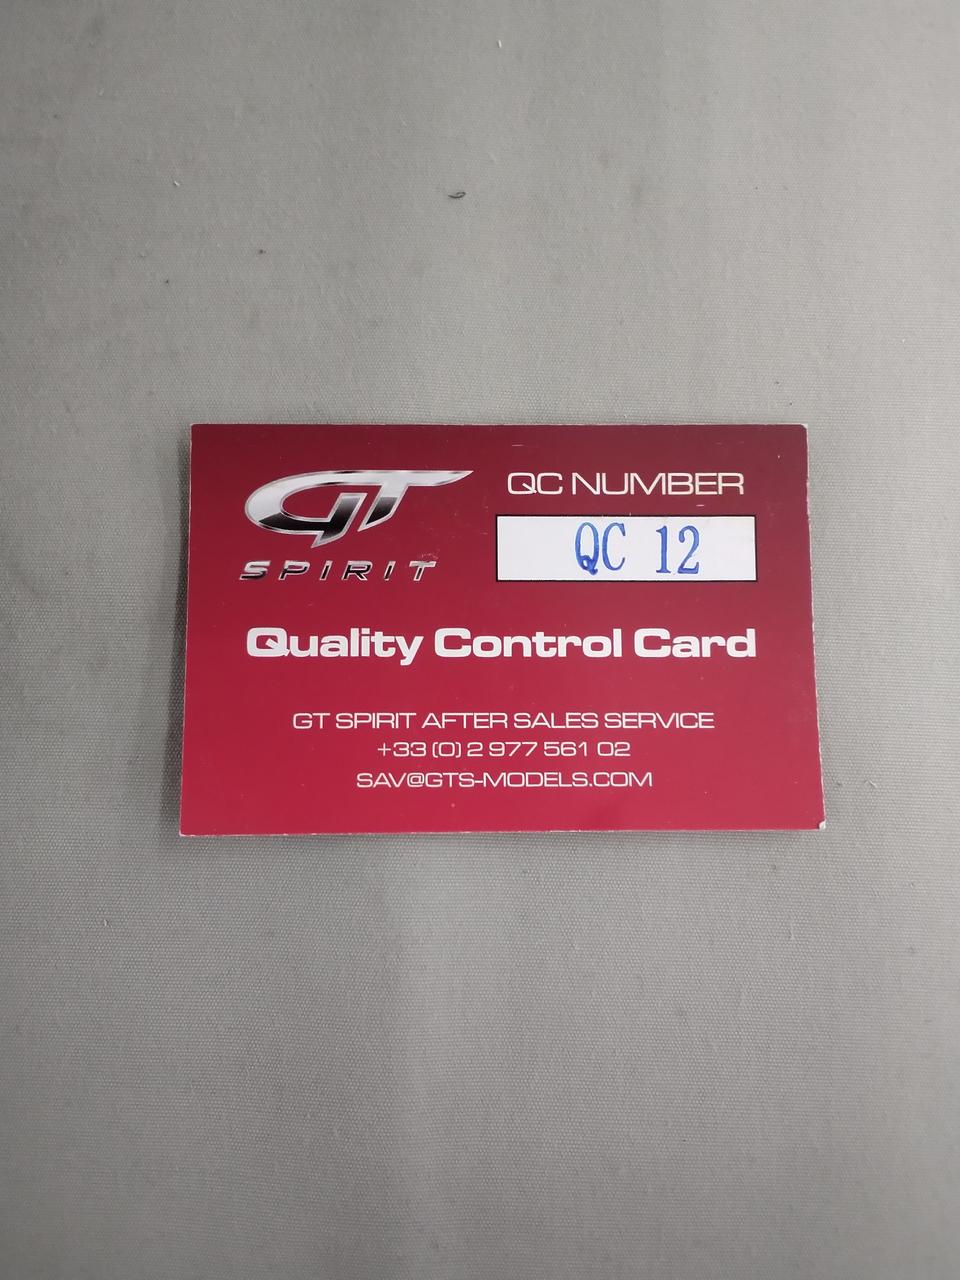 GT
SPIRIT
QC NUMBER
QC 12
Quality Control Card
GT SPIRIT AFTER SALES SERVICE
+33 (0) 2 977 561 02
SAV@GTS-MODELS.COM